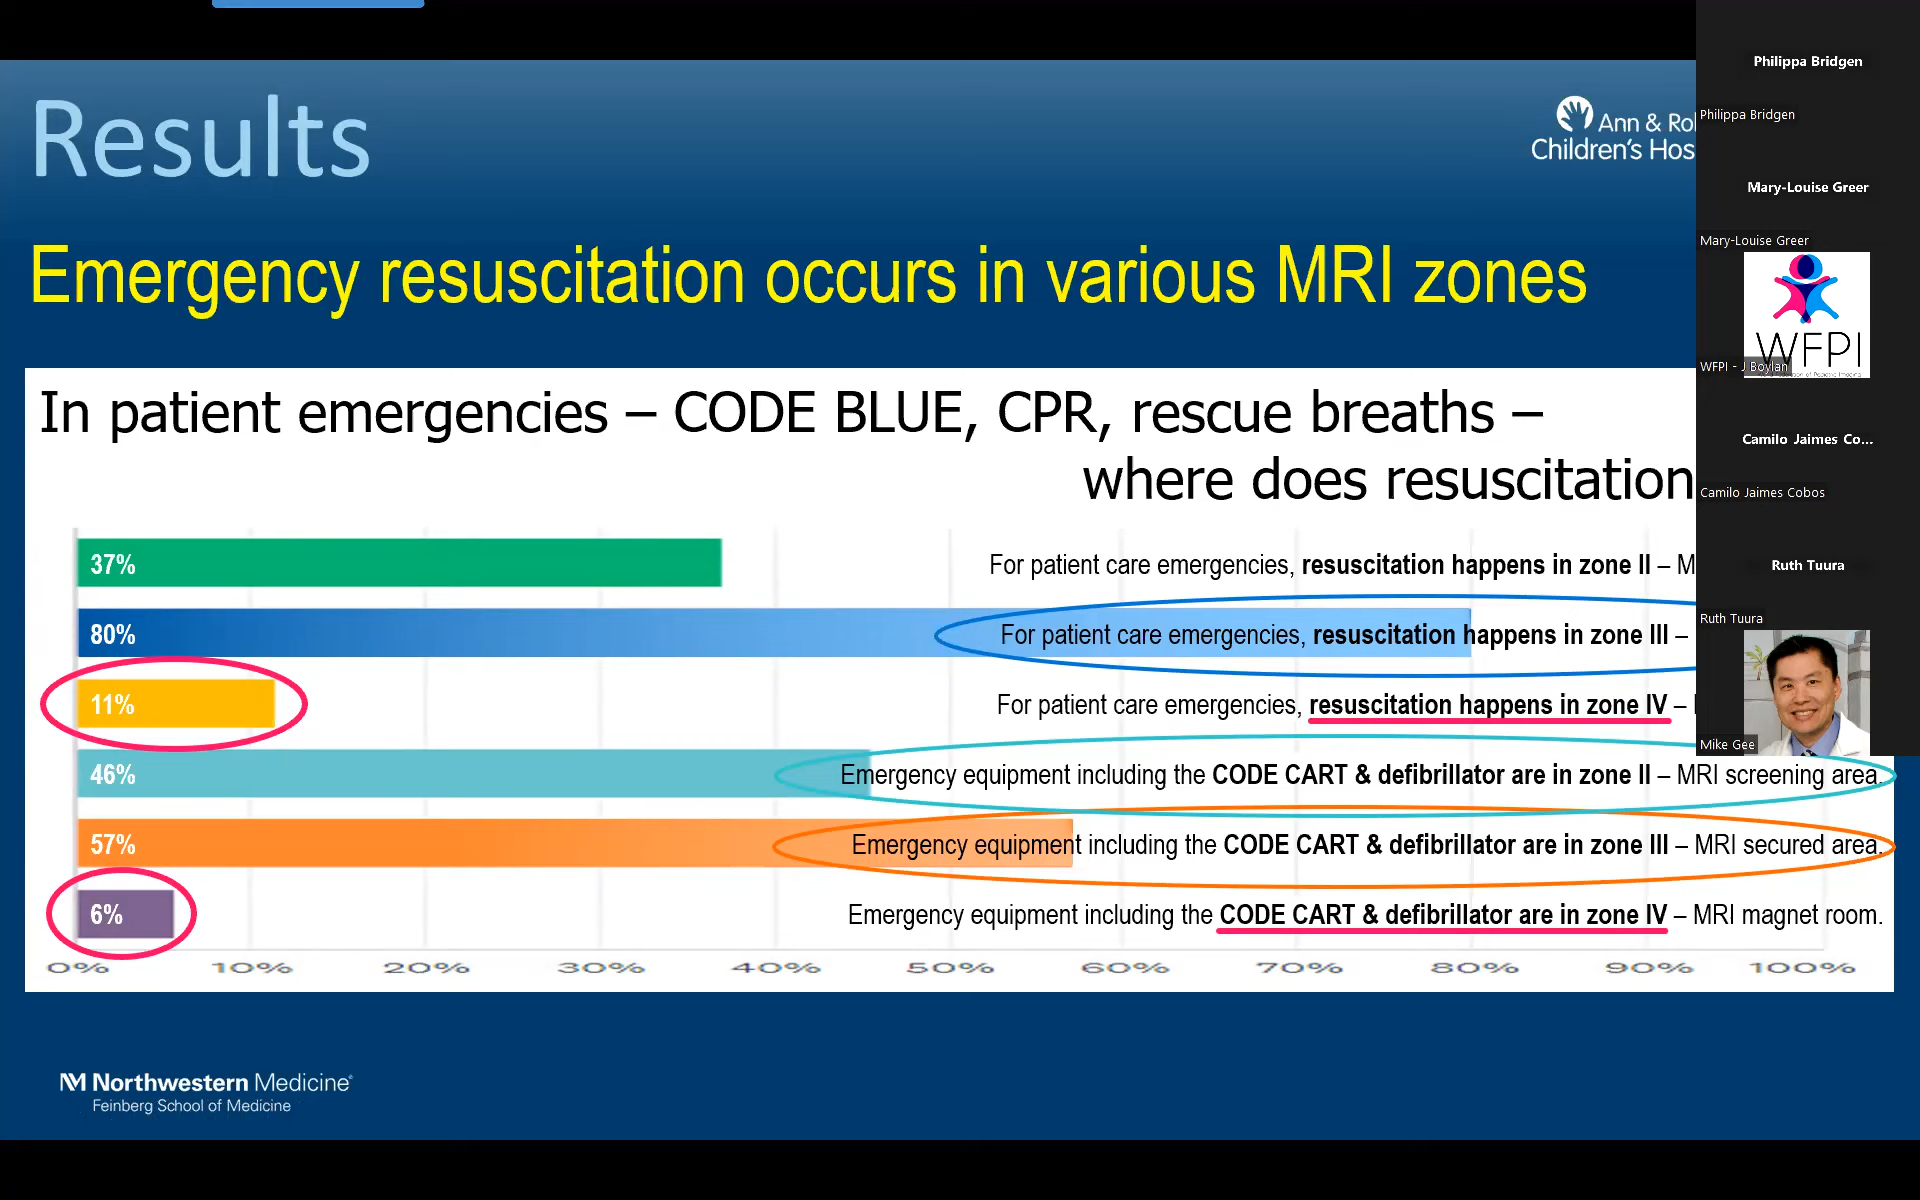 Results
Ann & Ro
Children's Hos
Emergency resuscitation occurs in various MRI zones
In patient emergencies – CODE BLUE, CPR, rescue breaths –
where does resuscitation
37%
For patient care emergencies, resuscitation happens in zone II – M
80%
For patient care emergencies, resuscitation happens in zone III –
11%
For patient care emergencies, resuscitation happens in zone IV –
46%
Emergency equipment including the CODE CART & defibrillator are in zone II – MRI screening area.
57%
Emergency equipment including the CODE CART & defibrillator are in zone III – MRI secured area.
6%
Emergency equipment including the CODE CART & defibrillator are in zone IV – MRI magnet room.
0% 10% 20% 30% 40% 50% 60% 70% 80% 90% 100%
Northwestern Medicine®
Feinberg School of Medicine
Philippa Bridgen
Philippa Bridgen
Mary-Louise Greer
Mary-Louise Greer
WFPI
WFPI - J Boylan
Camilo Jaimes Co...
Camilo Jaimes Cobos
Ruth Tuura
Ruth Tuura
Mike Gee